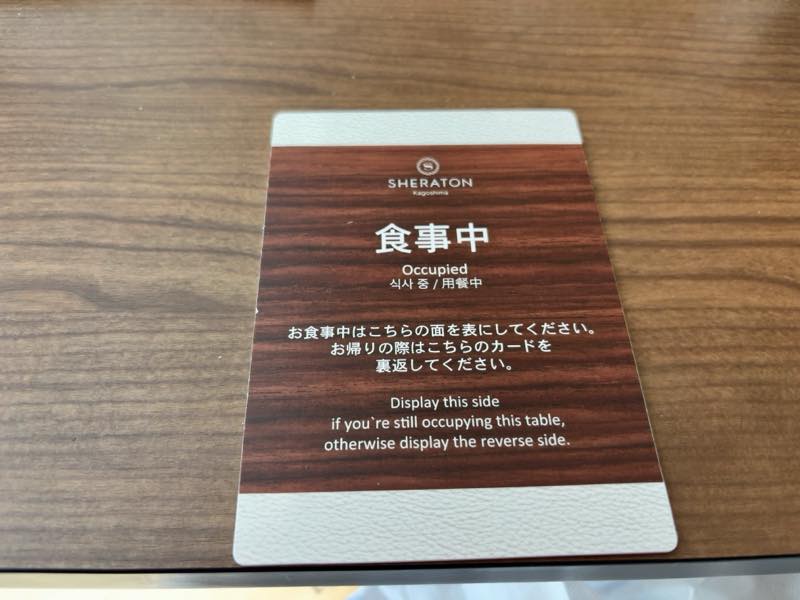 S
SHERATON
Kagoshima
食事中
Occupied
식사 중 / 用餐中
お食事中はこちらの面を表にしてください。
お帰りの際はこちらのカードを
裏返してください。
Display this side
if you`re still occupying this table,
otherwise display the reverse side.